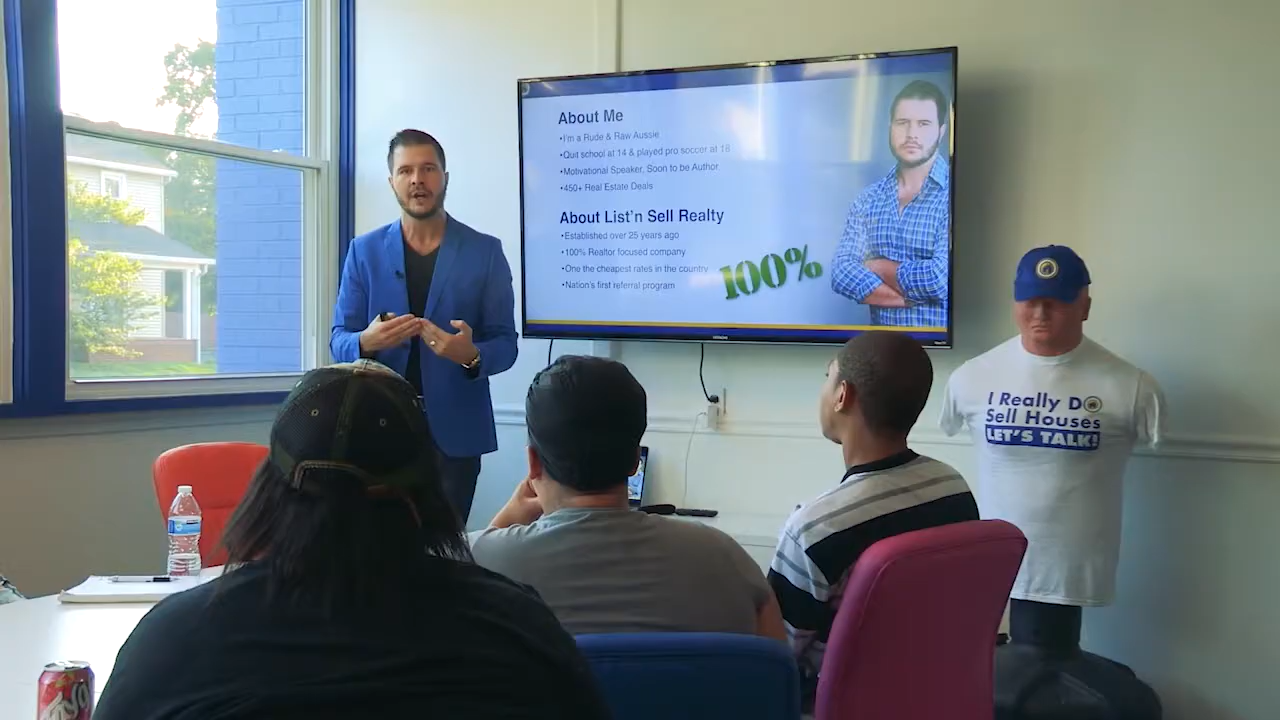 About Me
•I'm a Rude & Raw Aussie
•Quit school at 14 & played pro soccer at 18
•Motivational Speaker, Soon to be Author
•450+ Real Estate Deals
About List'n Sell Realty
•Established over 25 years ago
•100% Realtor focused company
•One the cheapest rates in the country
•Nation's first referral program
100%
I Really DO
Sell Houses
LET'S TALK!